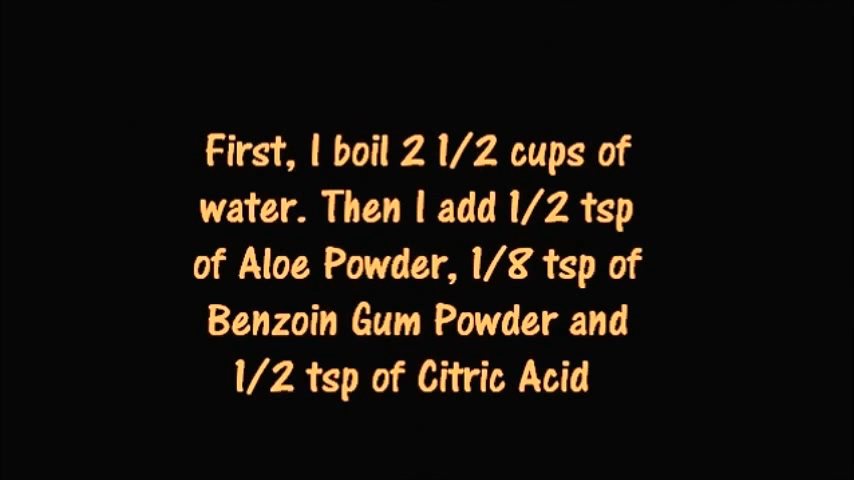 First, I boil 2 1/2 cups of
water. Then I add 1/2 tsp
of Aloe Powder, 1/8 tsp of
Benzoin Gum Powder and
1/2 tsp of Citric Acid